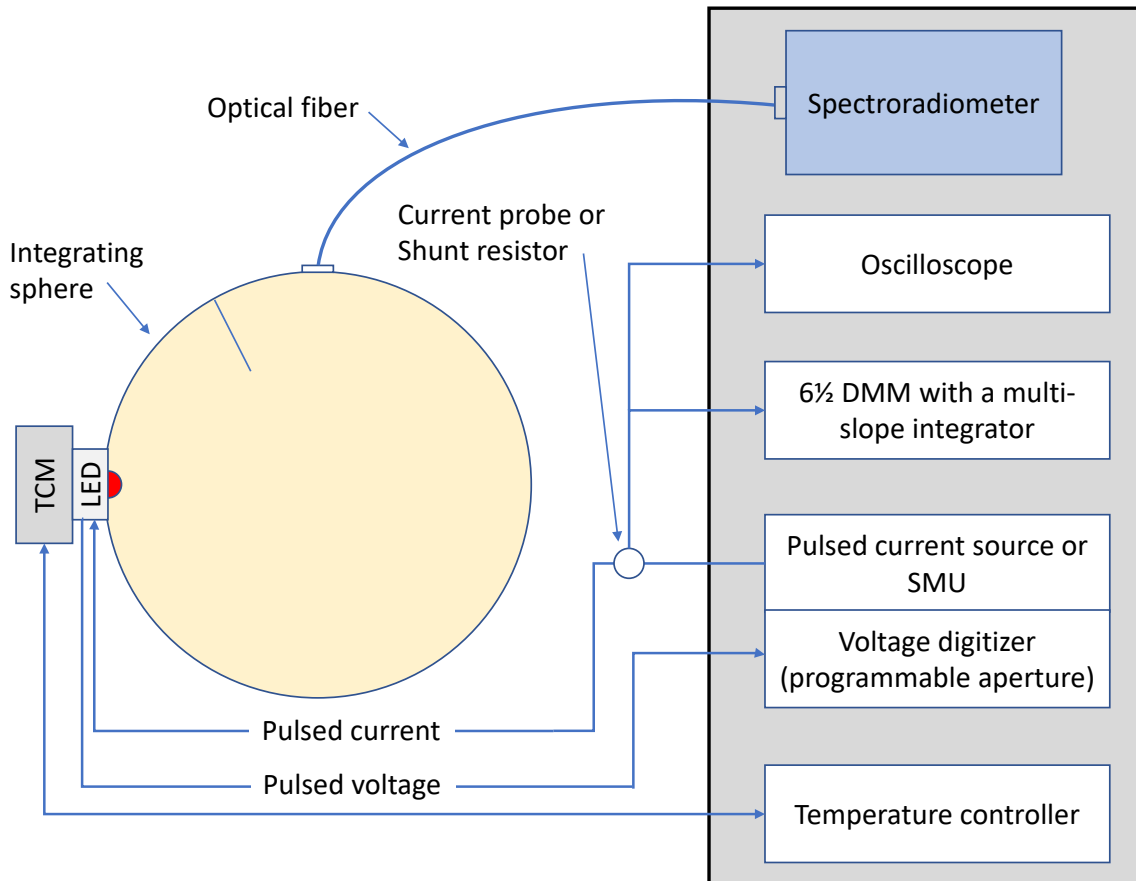 Spectroradiometer
Optical fiber
Current probe or
Shunt resistor
Integrating
sphere
Oscilloscope
6½ DMM with a multi-
slope integrator
TCM
LED
Pulsed current source or
SMU
Voltage digitizer
(programmable aperture)
Pulsed current
Pulsed voltage
Temperature controller